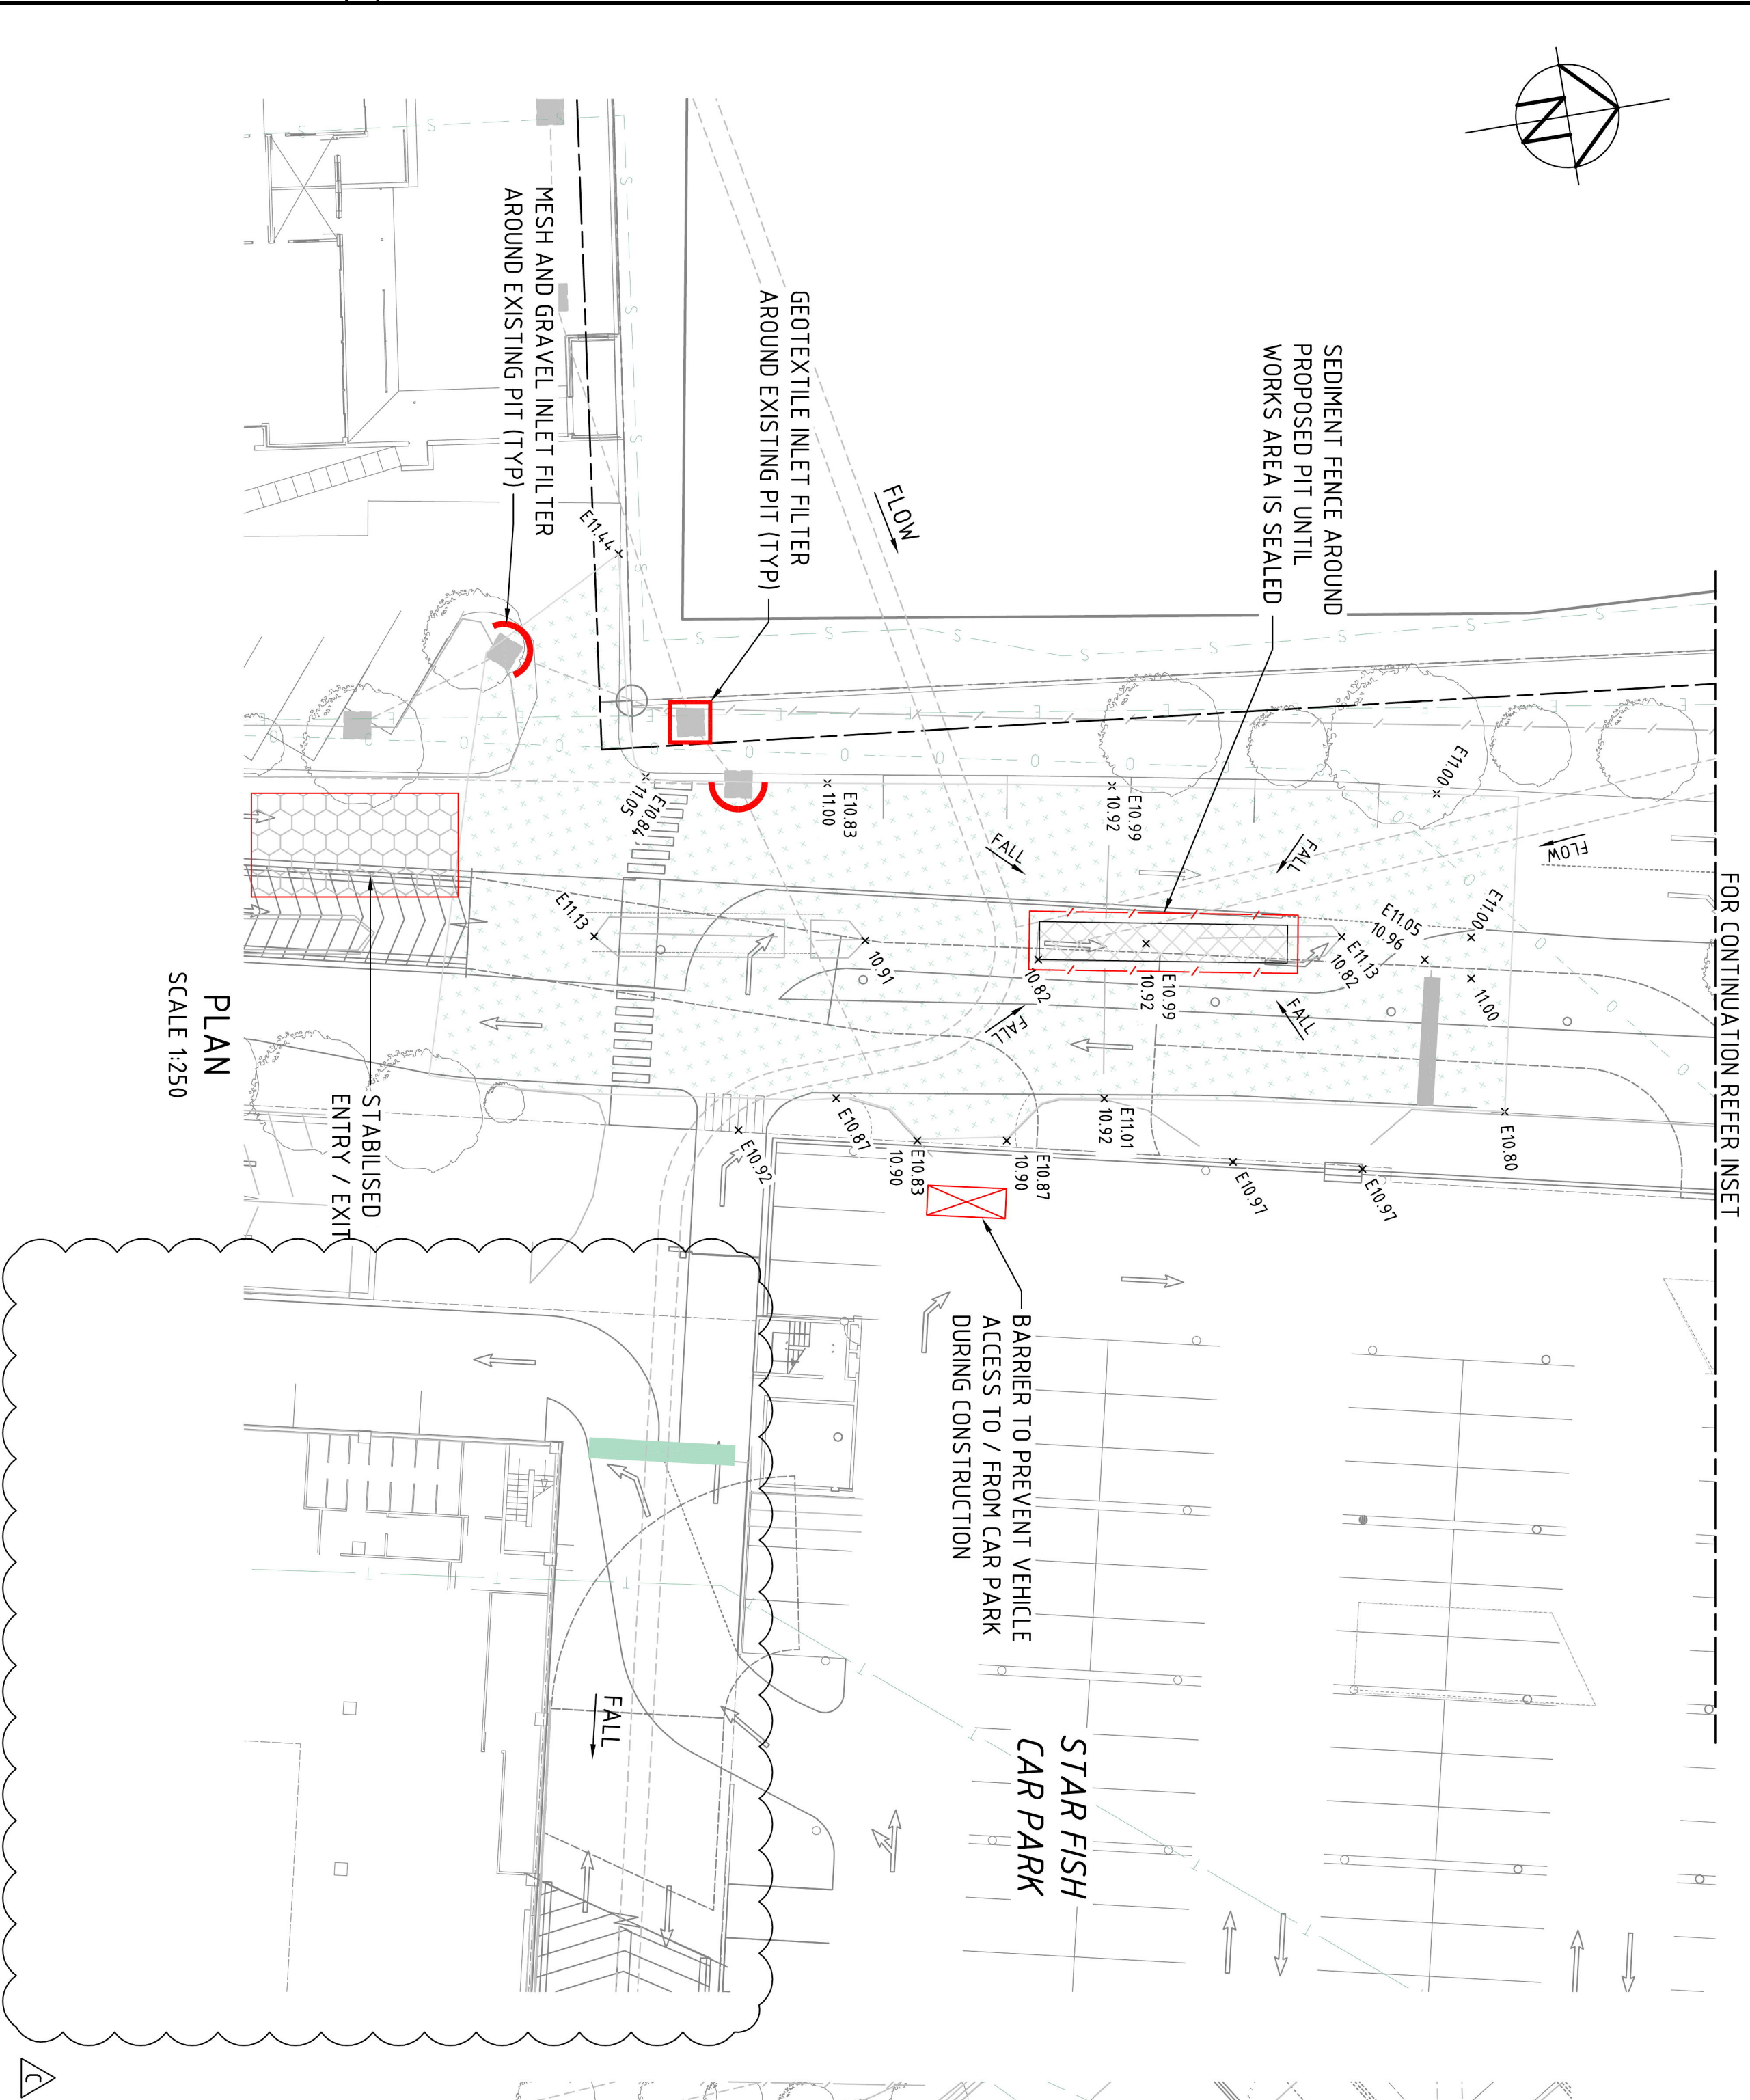 N
FOR CONTINUATION REFER INSET
SEDIMENT FENCE AROUND
PROPOSED PIT UNTIL
WORKS AREA IS SEALED
GEOTEXTILE INLET FILTER
AROUND EXISTING PIT (TYP)
MESH AND GRAVEL INLET FILTER
AROUND EXISTING PIT (TYP)
FLOW
FLOW
E11.44
E10.84
11.05
E10.83
11.00
E10.99
10.92
E11.00
FALL
FALL
E11.13
10.91
10.82
E10.99
10.92
E11.13
10.82
E11.05
10.96
E11.00
11.00
FALL
FALL
E10.92
E10.87
E10.83
10.90
E10.87
10.90
E11.01
10.92
E10.97
E10.97
E10.80
STABILISED
ENTRY / EXIT
BARRIER TO PREVENT VEHICLE
ACCESS TO / FROM CAR PARK
DURING CONSTRUCTION
STAR FISH
CAR PARK
FALL
PLAN
SCALE 1:250
C